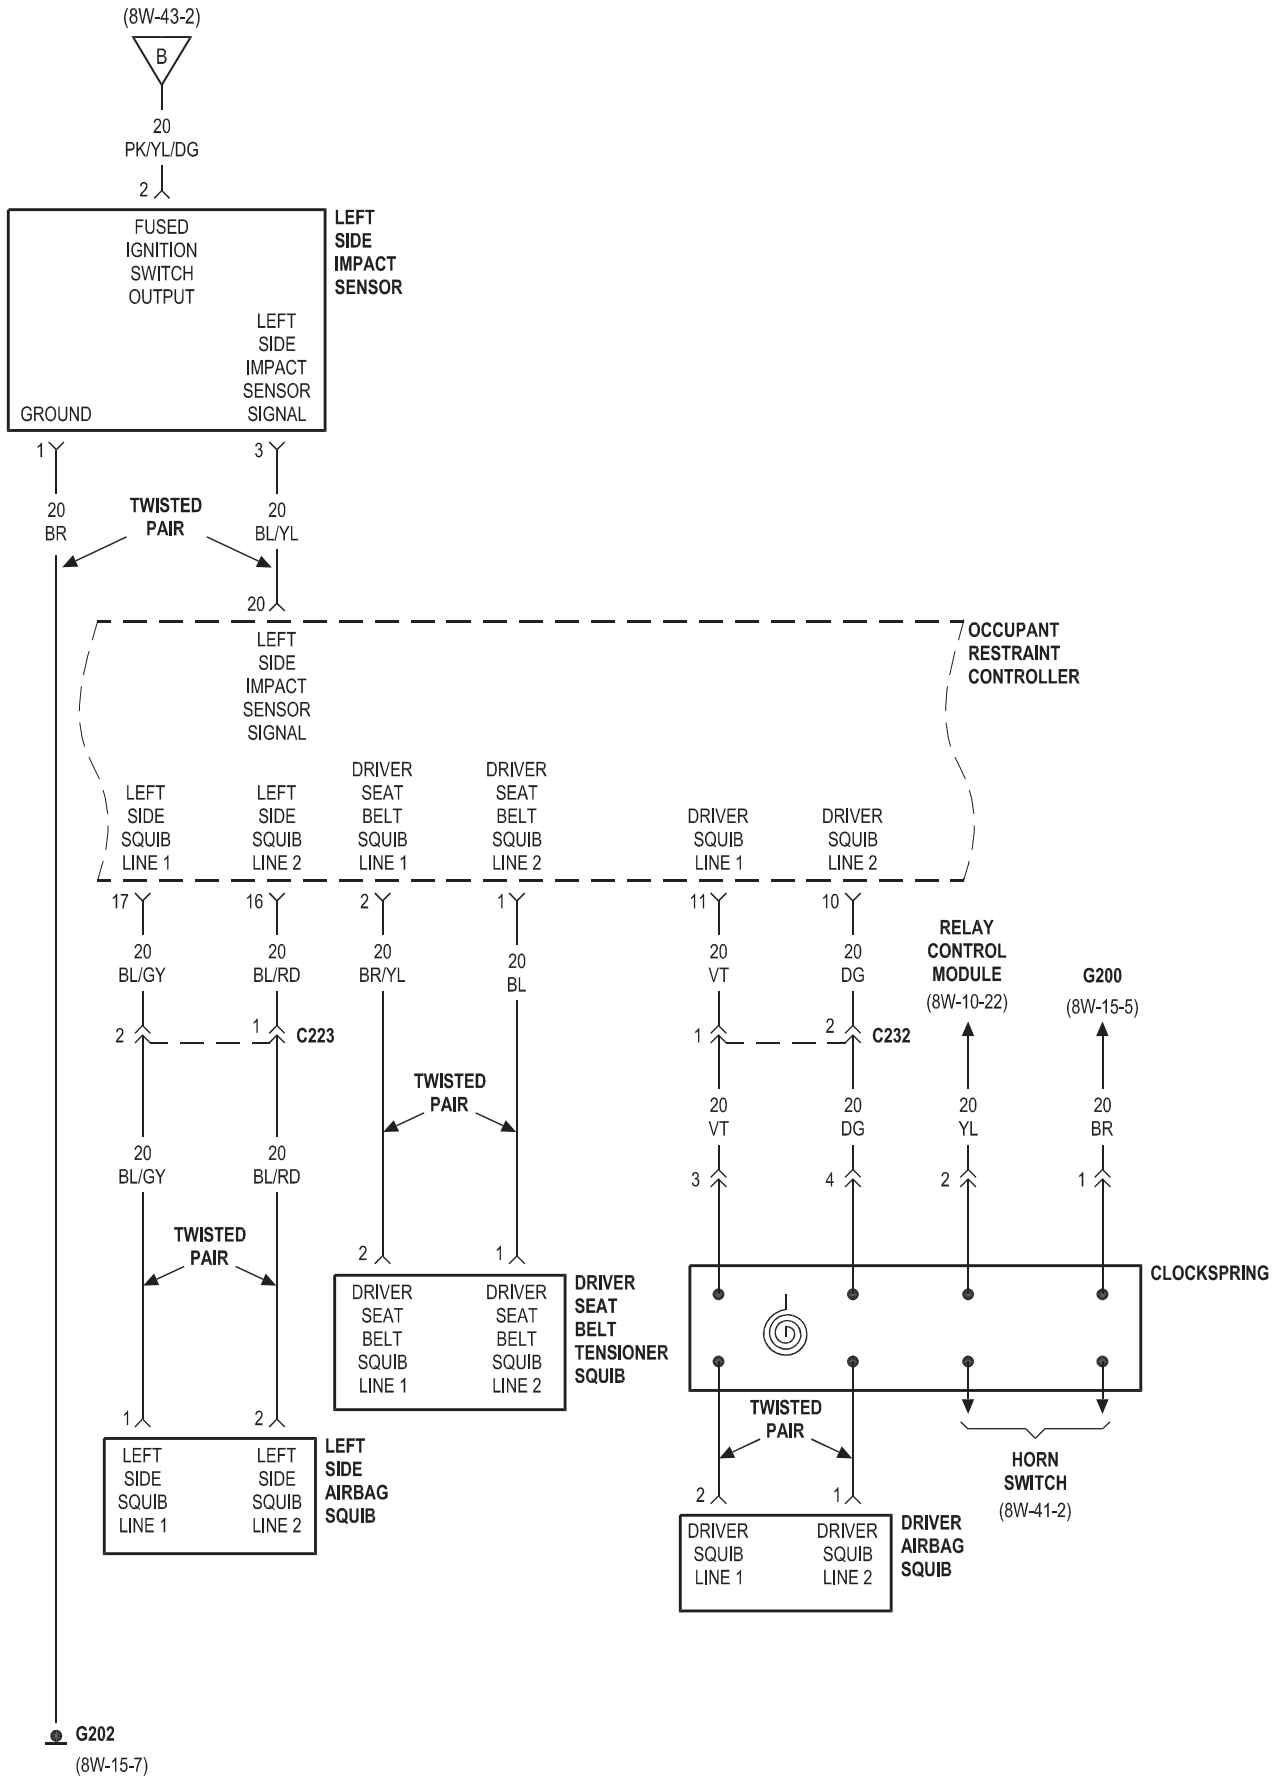 (8W-43-2)
B
20
PK/YL/DG
2
FUSED
IGNITION
SWITCH
OUTPUT
LEFT
SIDE
IMPACT
SENSOR
LEFT
SIDE
IMPACT
SENSOR
SIGNAL
GROUND
1
3
20
BR
TWISTED
PAIR
20
BL/YL
20
LEFT
SIDE
IMPACT
SENSOR
SIGNAL
OCCUPANT
RESTRAINT
CONTROLLER
LEFT
SIDE
SQUIB
LINE 1
LEFT
SIDE
SQUIB
LINE 2
DRIVER
SEAT
BELT
SQUIB
LINE 1
DRIVER
SEAT
BELT
SQUIB
LINE 2
DRIVER
SQUIB
LINE 1
DRIVER
SQUIB
LINE 2
17
16
2
1
11
10
20
BL/GY
20
BL/RD
20
BR/YL
20
BL
20
VT
20
DG
RELAY
CONTROL
MODULE
(8W-10-22)
G200
(8W-15-5)
2
1
C223
1
2
C232
TWISTED
PAIR
20
BL/GY
20
BL/RD
20
VT
20
DG
20
YL
20
BR
3
4
2
1
TWISTED
PAIR
2
1
DRIVER
SEAT
BELT
SQUIB
LINE 1
DRIVER
SEAT
BELT
SQUIB
LINE 2
DRIVER
SEAT
BELT
TENSIONER
SQUIB
CLOCKSPRING
TWISTED
PAIR
HORN
SWITCH
(8W-41-2)
1
2
LEFT
SIDE
SQUIB
LINE 1
LEFT
SIDE
SQUIB
LINE 2
LEFT
SIDE
AIRBAG
SQUIB
2
1
DRIVER
SQUIB
LINE 1
DRIVER
SQUIB
LINE 2
DRIVER
AIRBAG
SQUIB
G202
(8W-15-7)